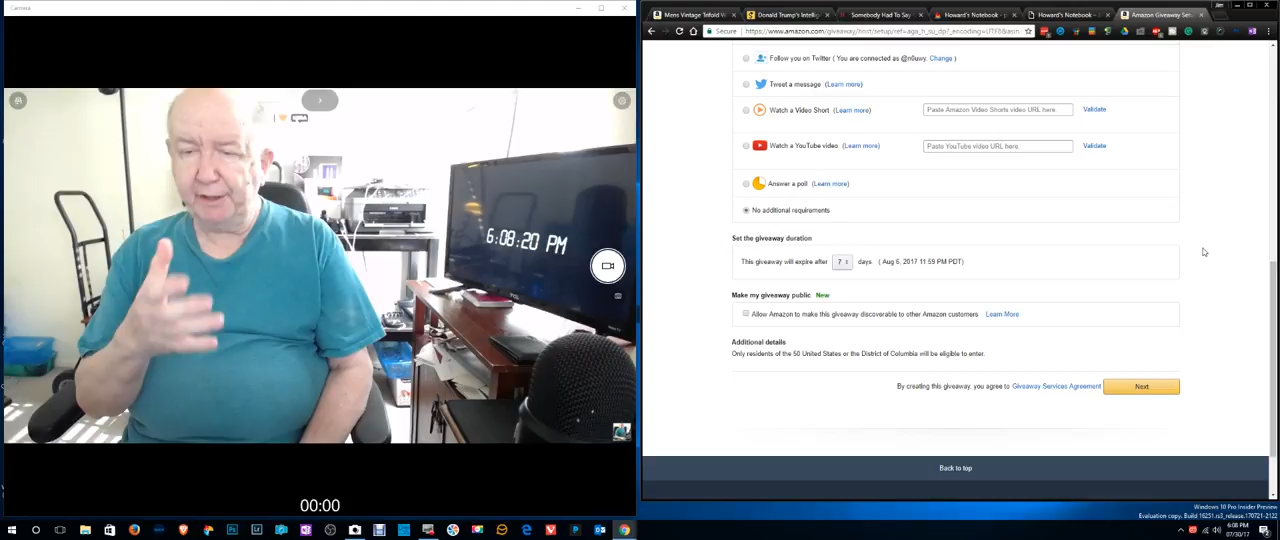 Camera
6:08:20 PM
TCL
00:00
Jim
Mens Vintage Trifold W
Donald Trump's Intelli
Somebody Had To Say
Howard's Notebook -
Howard's Notebook -
Amazon Giveaway Set
Secure
https://www.amazon.com/giveaway/host/setup/ref=aga_h_su_dp?_encoding=UTF8&asin
Follow you on Twitter ( You are connected as @n0uwy. Change )
Tweet a message (Learn more)
Watch a Video Short (Learn more) Paste Amazon Video Shorts video URL here. Validate
Watch a YouTube video (Learn more) Paste YouTube video URL here. Validate
Answer a poll (Learn more)
No additional requirements
Set the giveaway duration
This giveaway will expire after 7 days ( Aug 6, 2017 11:59 PM PDT)
Make my giveaway public New
Allow Amazon to make this giveaway discoverable to other Amazon customers Learn More
Additional details
Only residents of the 50 United States or the District of Columbia will be eligible to enter.
By creating this giveaway, you agree to Giveaway Services Agreement Next
Back to top
Windows 10 Pro Insider Preview
Evaluation copy. Build 16251.rs3_release.170721-2122
6:08 PM
07/30/17